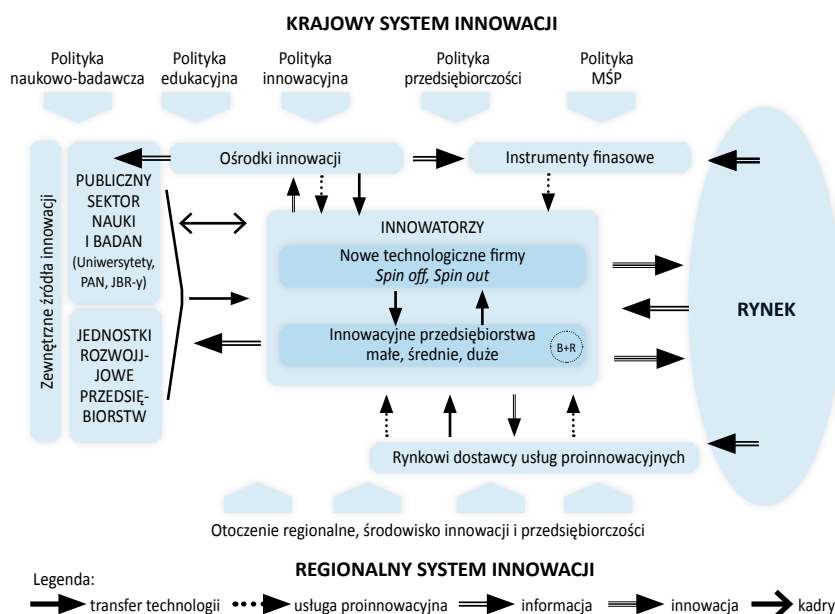 KRAJOWY SYSTEM INNOWACJI
Polityka
naukowo-badawcza
Polityka
edukacyjna
Polityka
innowacyjna
Polityka
przedsiębiorczości
Polityka
MŚP
Zewnętrzne źródła innowacji
PUBLICZNY
SEKTOR
NAUKI
I BADAN
(Uniwersytety,
PAN, JBR-y)
JEDNOSTKI
ROZWOJ-
JOWE
PRZEDSIĘ-
BIORSTW
Ośrodki innowacji
Instrumenty finasowe
INNOWATORZY
Nowe technologiczne firmy
Spin off, Spin out
Innowacyjne przedsiębiorstwa
małe, średnie, duże
B+R
RYNEK
Rynkowi dostawcy usług proinnowacyjnych
Otoczenie regionalne, środowisko innowacji i przedsiębiorczości
REGIONALNY SYSTEM INNOWACJI
Legenda:
transfer technologii
usługa proinnowacyjna
informacja
innowacja
kadry